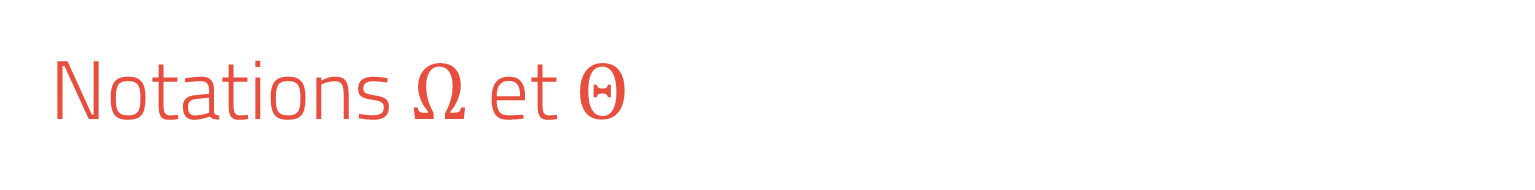 Notations Ω et Θ